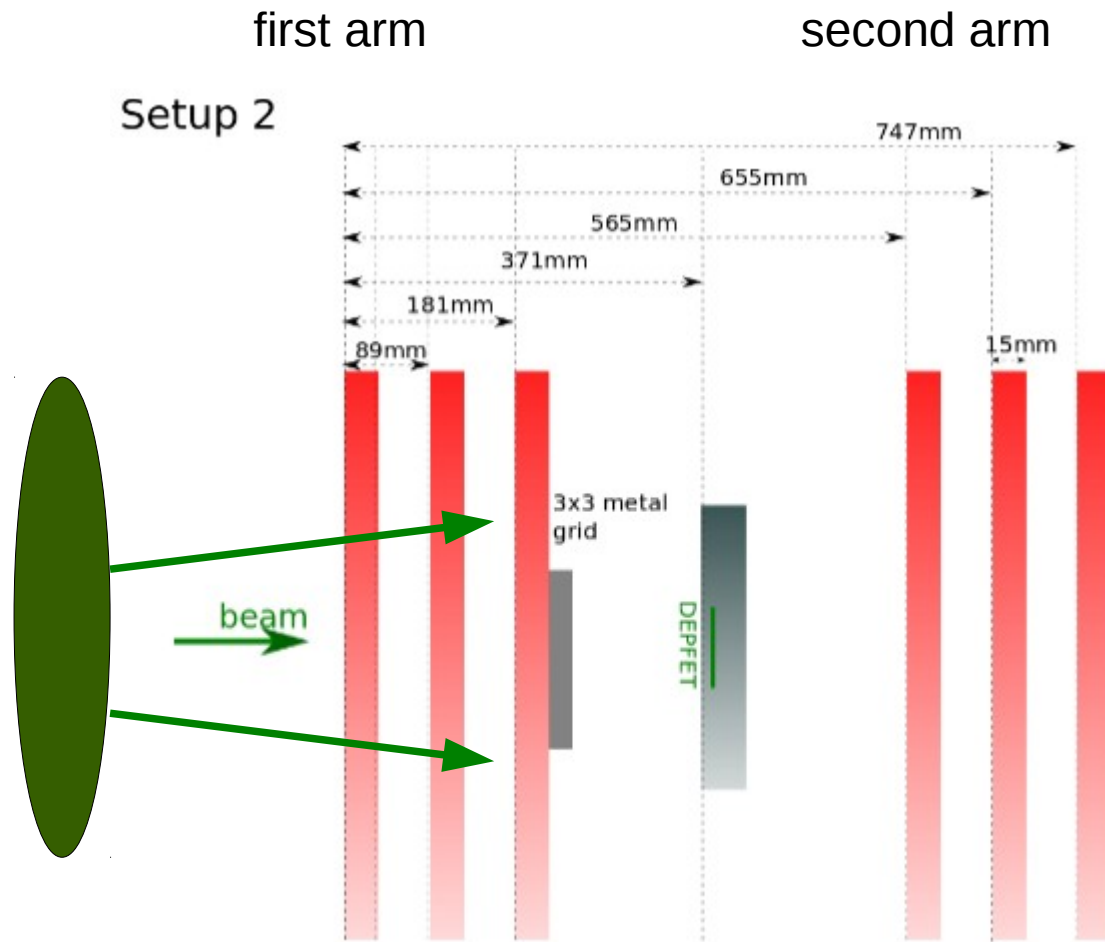 first arm
second arm
Setup 2
747mm
655mm
565mm
371mm
181mm
89mm
15mm
3x3 metal
grid
beam
DEPFET